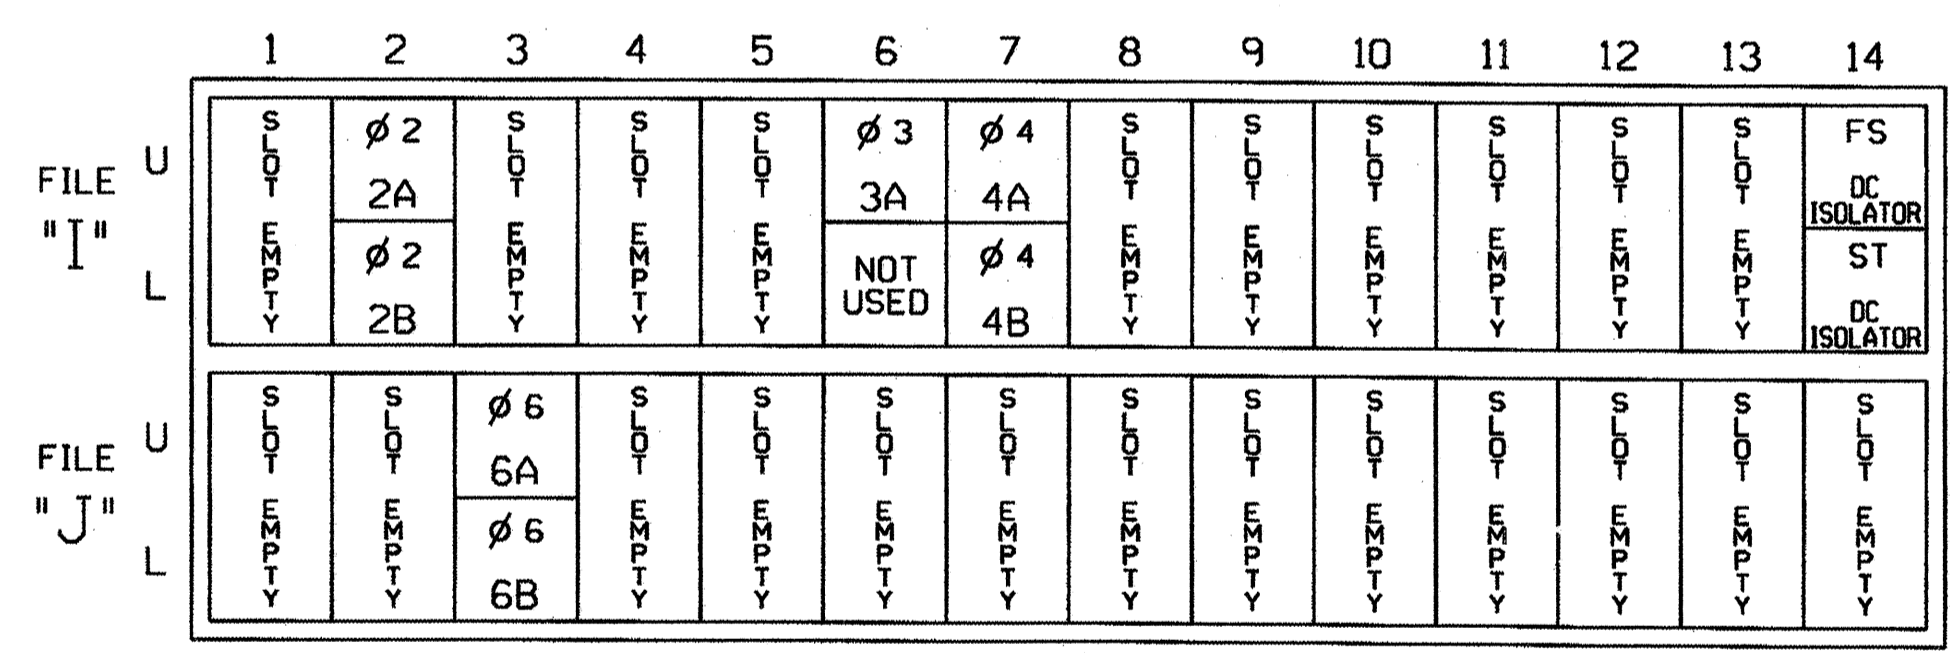 1 2 3 4 5 6 7 8 9 10 11 12 13 14
FILE "I"
U
L
SLOT EMPTY
Ø 2
2A
Ø 2
2B
SLOT EMPTY
SLOT EMPTY
SLOT EMPTY
Ø 3
3A
NOT
USED
Ø 4
4A
Ø 4
4B
SLOT EMPTY
SLOT EMPTY
SLOT EMPTY
SLOT EMPTY
SLOT EMPTY
SLOT EMPTY
FS
DC
ISOLATOR
ST
DC
ISOLATOR
FILE "J"
U
L
SLOT EMPTY
SLOT EMPTY
Ø 6
6A
Ø 6
6B
SLOT EMPTY
SLOT EMPTY
SLOT EMPTY
SLOT EMPTY
SLOT EMPTY
SLOT EMPTY
SLOT EMPTY
SLOT EMPTY
SLOT EMPTY
SLOT EMPTY
SLOT EMPTY